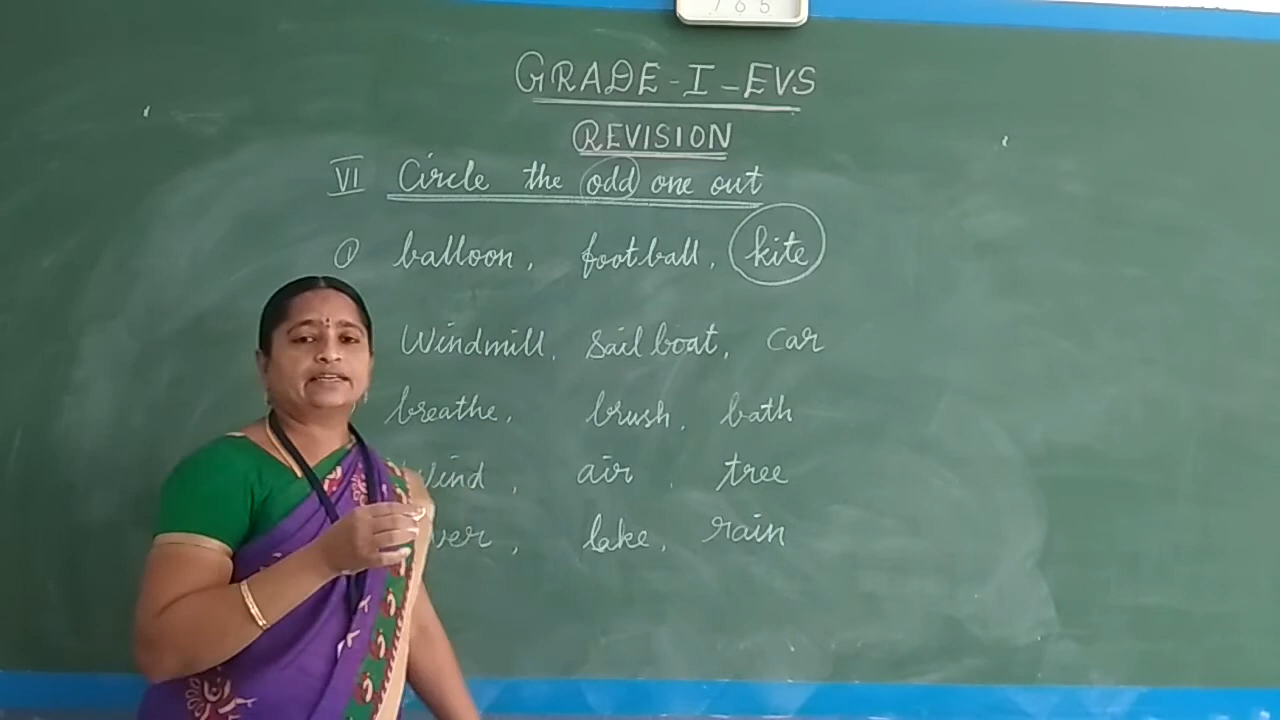 765
GRADE-I-EVS
REVISION
VI Circle the odd one out
① balloon, football, kite
Windmill, sail boat, car
breathe, brush, bath
Wind, air, tree
lake, rain